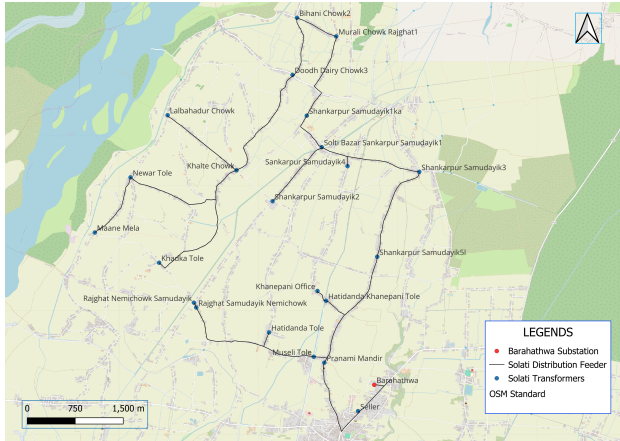 Bihani Chowk2
Murali Chowk Rajghat1
Doodh Dairy Chowk3
Lalbahadur Chowk
Shankarpur Samudayik1ka
Solti Bazar Sankarpur Samudayik1
Sankarpur Samudayik4
Khalte Chowk
Shankarpur Samudayik3
Newar Tole
Shankarpur Samudayik2
Maane Mela
Khadka Tole
Shankarpur Samudayik5l
Khanepani Office
Rajghat Nemichowk Samudayik
Hatidanda Khanepani Tole
Rajghat Samudayik Nemichowk
Hatidanda Tole
Museli Tole
Pranami Mandir
Barahathwa
Seller
LEGENDS
Barahathwa Substation
Solati Distribution Feeder
Solati Transformers
OSM Standard
0 750 1,500 m